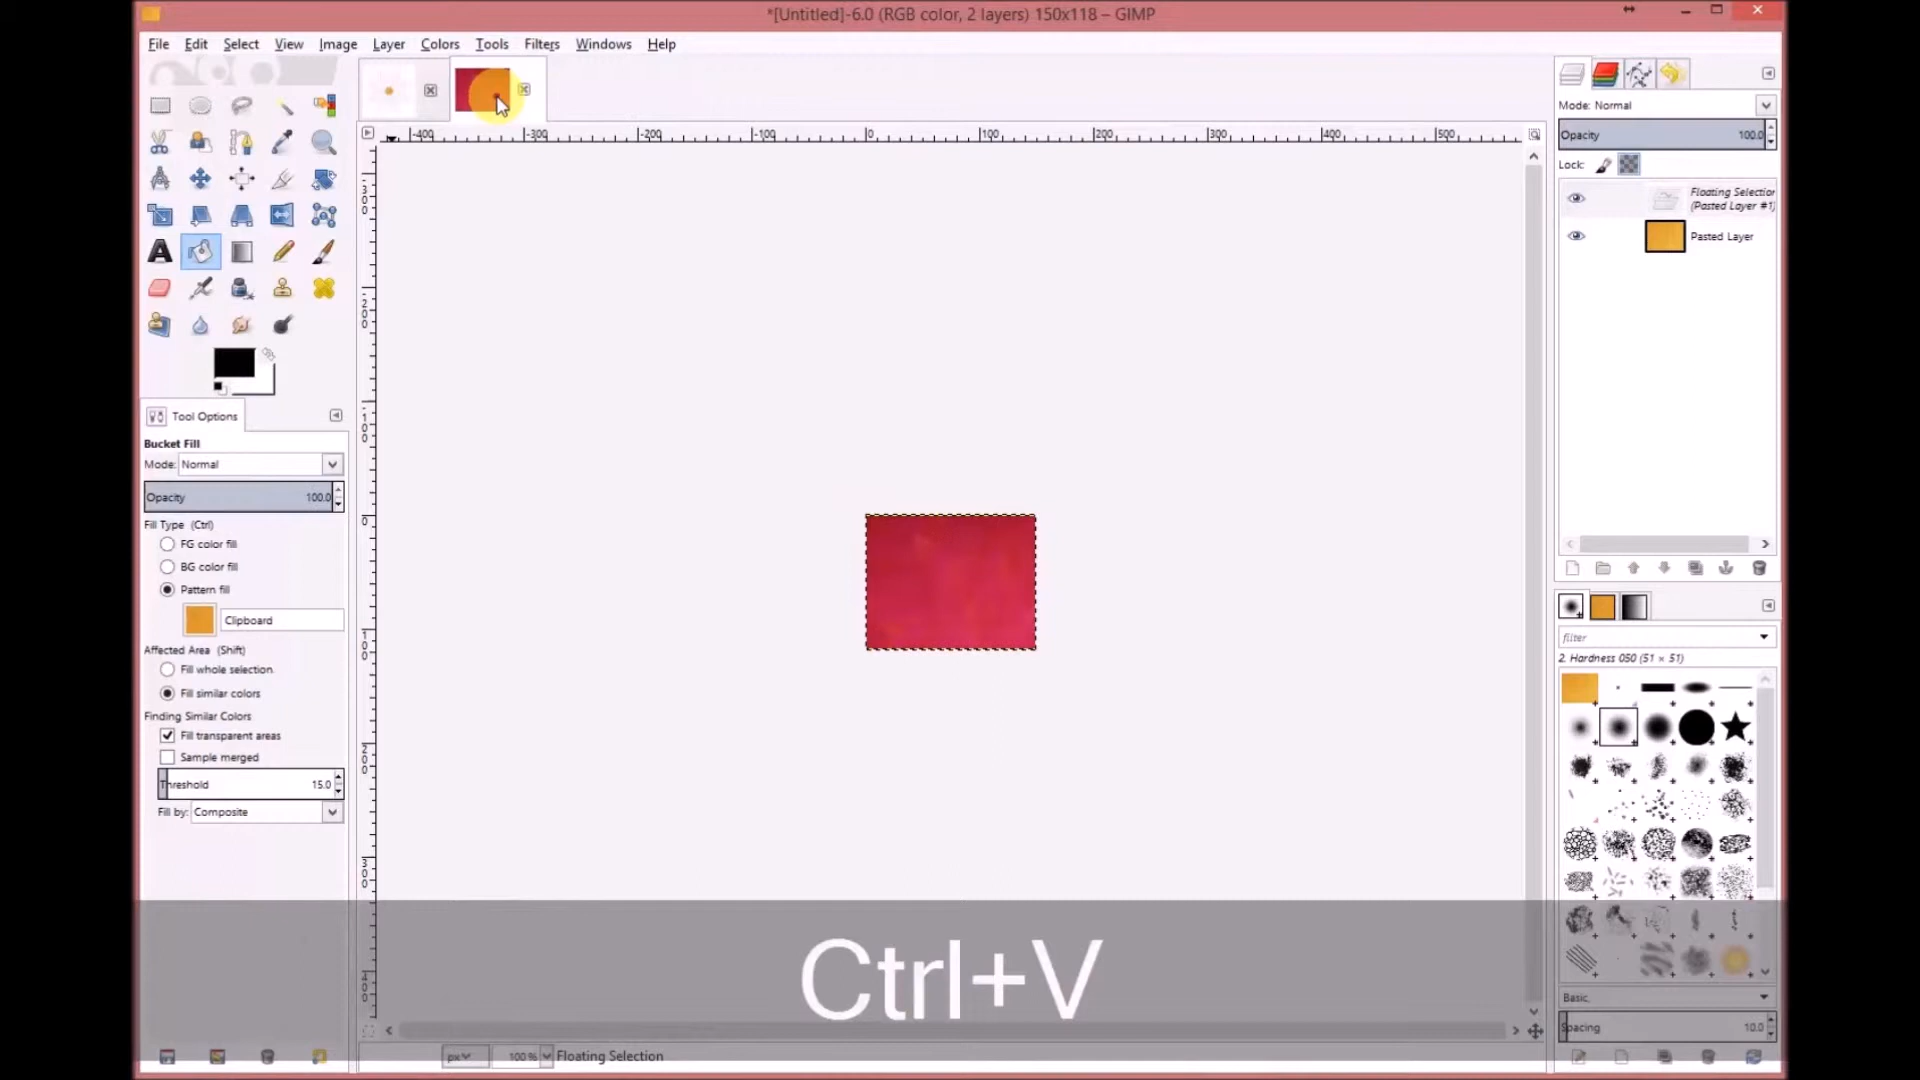 *[Untitled]-6.0 (RGB color, 2 layers) 150x118 – GIMP
File Edit Select View Image Layer Colors Tools Filters Windows Help
-400 -300 -200 -100 0 100 200 300 400 500
Mode: Normal
Opacity 100.0
Lock:
Floating Selection
(Pasted Layer #1)
Pasted Layer
Tool Options
Bucket Fill
Mode: Normal
Opacity 100.0
Fill Type (Ctrl)
FG color fill
BG color fill
Pattern fill
Clipboard
Affected Area (Shift)
Fill whole selection
Fill similar colors
Finding Similar Colors
Fill transparent areas
Sample merged
Threshold 15.0
Fill by: Composite
filter
2. Hardness 050 (51 × 51)
Basic,
Spacing 10.0
Ctrl+V
px 100 % Floating Selection